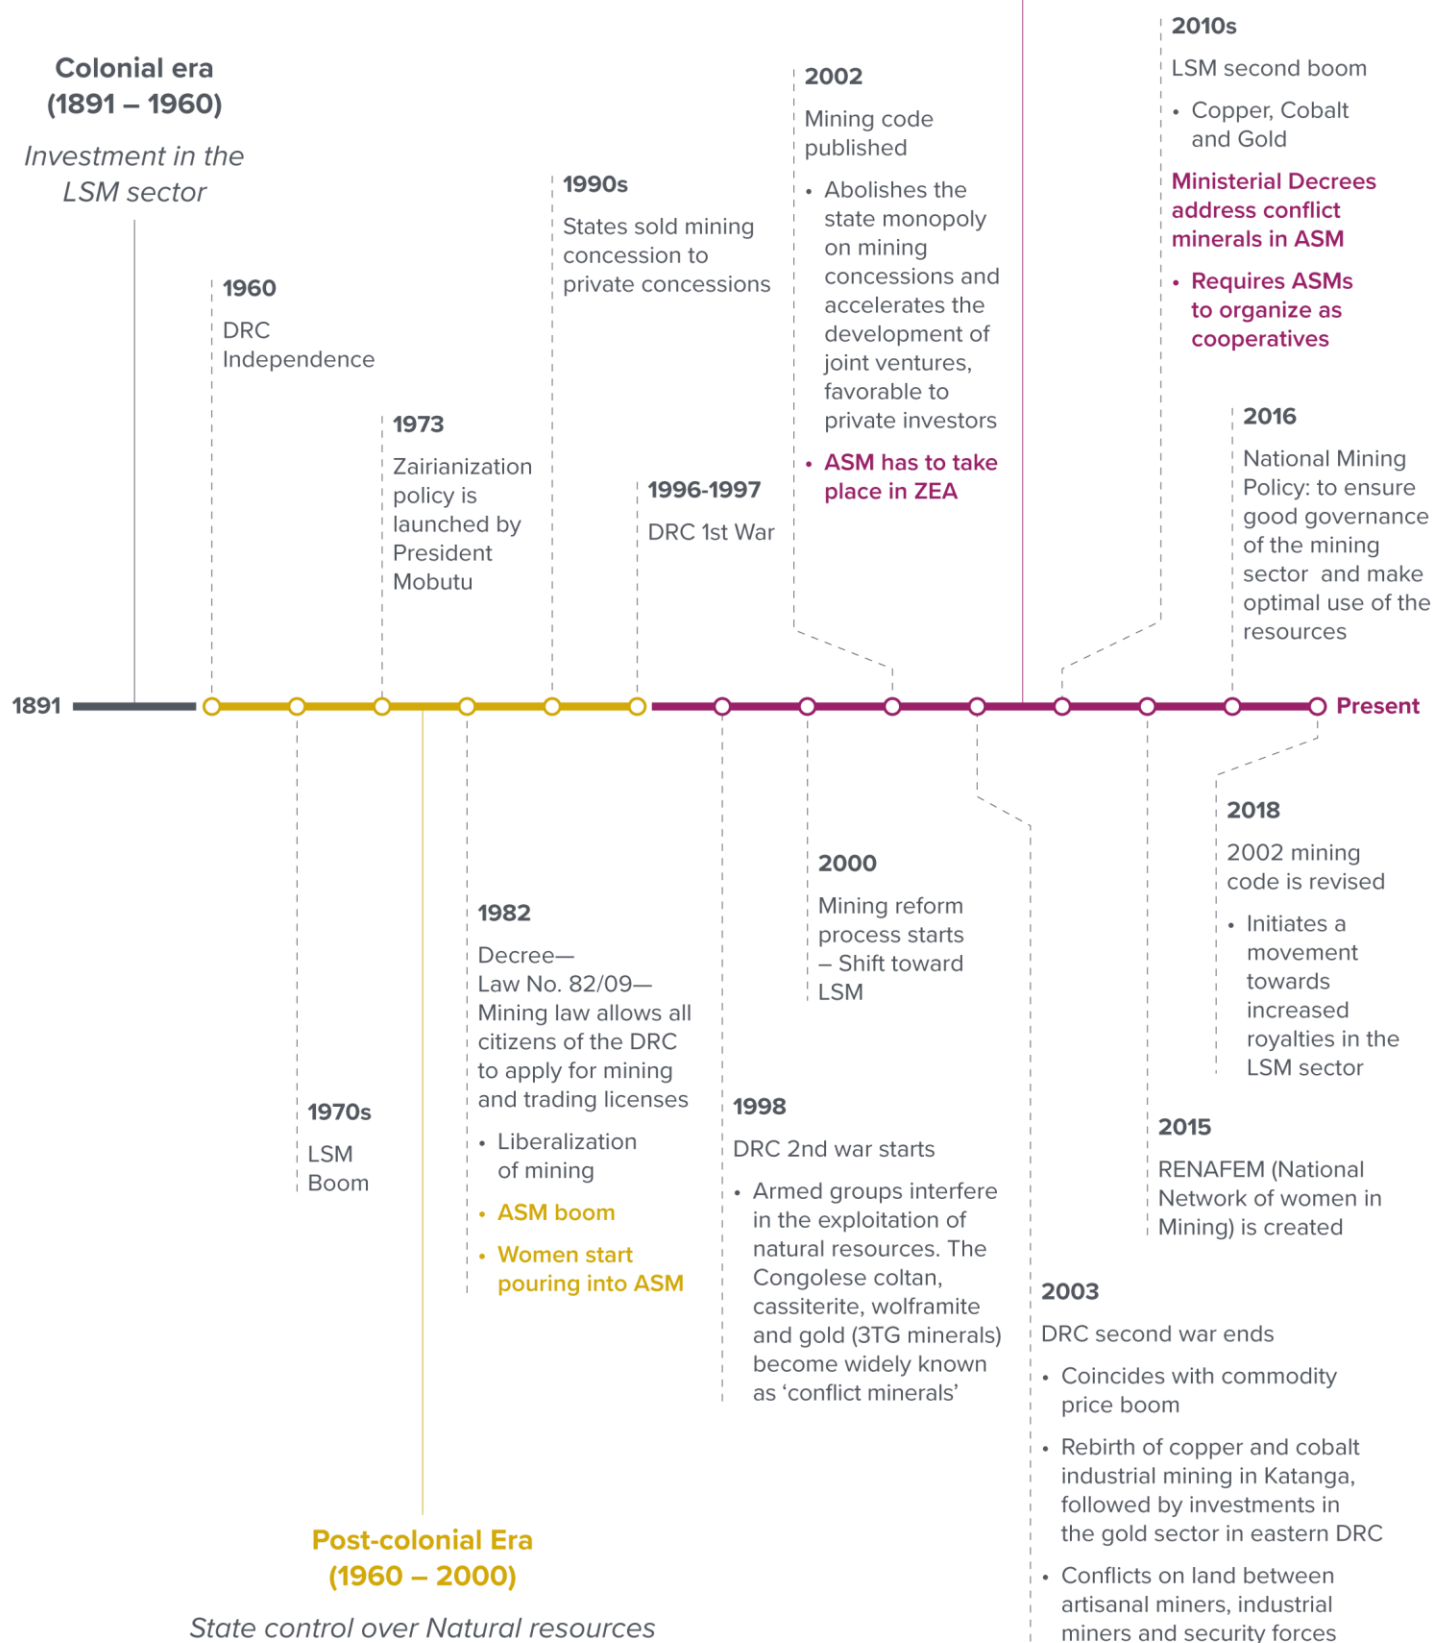 Colonial era
(1891 – 1960)
Investment in the
LSM sector
1960
DRC
Independence
1973
Zairianization
policy is
launched by
President
Mobutu
1990s
States sold mining
concession to
private concessions
1996-1997
DRC 1st War
2002
Mining code
published
• Abolishes the
state monopoly
on mining
concessions and
accelerates the
development of
joint ventures,
favorable to
private investors
• ASM has to take
place in ZEA
2010s
LSM second boom
• Copper, Cobalt
and Gold
Ministerial Decrees
address conflict
minerals in ASM
• Requires ASMs
to organize as
cooperatives
2016
National Mining
Policy: to ensure
good governance
of the mining
sector and make
optimal use of the
resources
1891
Present
1970s
LSM
Boom
1982
Decree—
Law No. 82/09—
Mining law allows all
citizens of the DRC
to apply for mining
and trading licenses
• Liberalization
of mining
• ASM boom
• Women start
pouring into ASM
1998
DRC 2nd war starts
• Armed groups interfere
in the exploitation of
natural resources. The
Congolese coltan,
cassiterite, wolframite
and gold (3TG minerals)
become widely known
as ‘conflict minerals’
2000
Mining reform
process starts
– Shift toward
LSM
2003
DRC second war ends
• Coincides with commodity
price boom
• Rebirth of copper and cobalt
industrial mining in Katanga,
followed by investments in
the gold sector in eastern DRC
• Conflicts on land between
artisanal miners, industrial
miners and security forces
2015
RENAFEM (National
Network of women in
Mining) is created
2018
2002 mining
code is revised
• Initiates a
movement
towards
increased
royalties in the
LSM sector
Post-colonial Era
(1960 – 2000)
State control over Natural resources